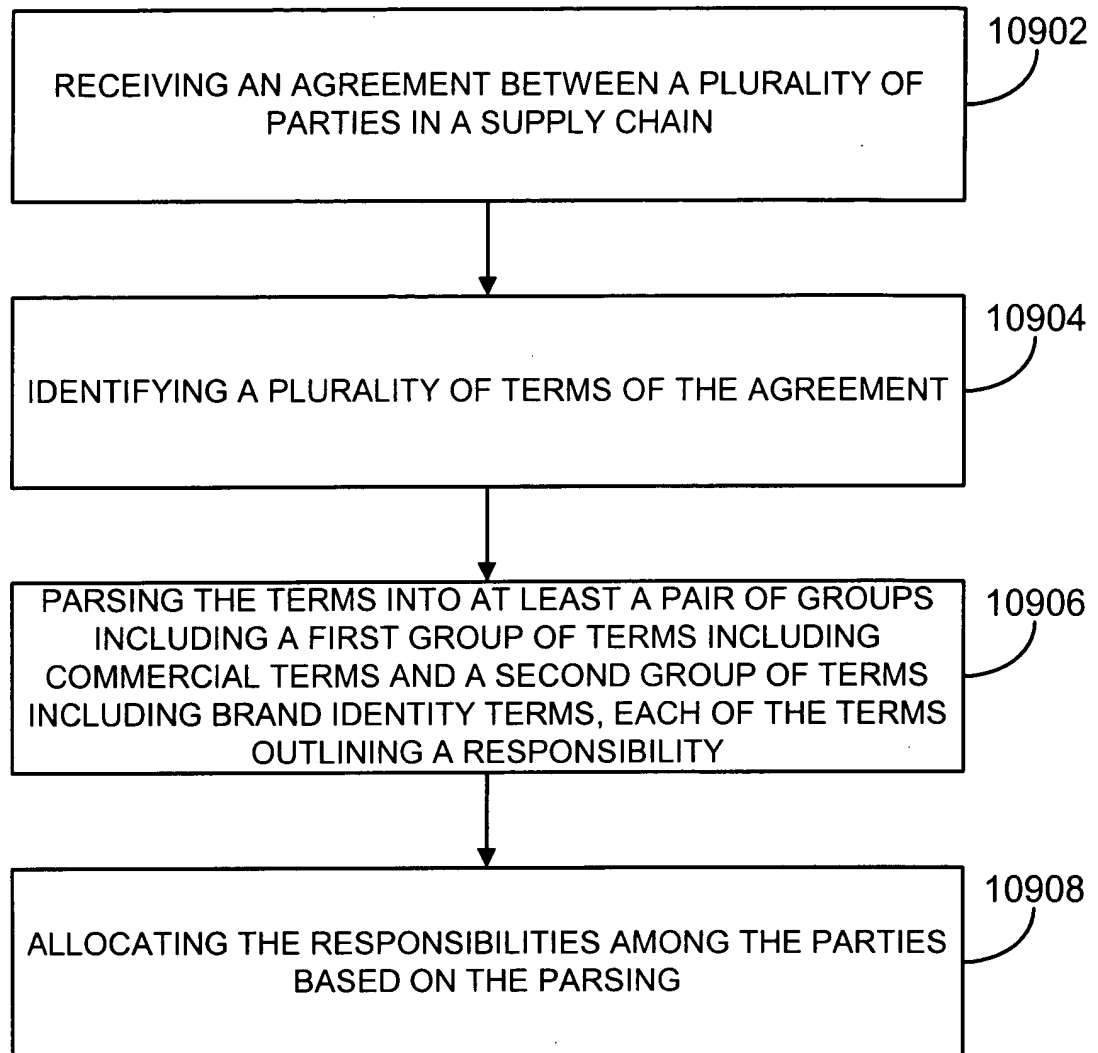 10902
RECEIVING AN AGREEMENT BETWEEN A PLURALITY OF
PARTIES IN A SUPPLY CHAIN
10904
IDENTIFYING A PLURALITY OF TERMS OF THE AGREEMENT
10906
PARSING THE TERMS INTO AT LEAST A PAIR OF GROUPS
INCLUDING A FIRST GROUP OF TERMS INCLUDING
COMMERCIAL TERMS AND A SECOND GROUP OF TERMS
INCLUDING BRAND IDENTITY TERMS, EACH OF THE TERMS
OUTLINING A RESPONSIBILITY
10908
ALLOCATING THE RESPONSIBILITIES AMONG THE PARTIES
BASED ON THE PARSING